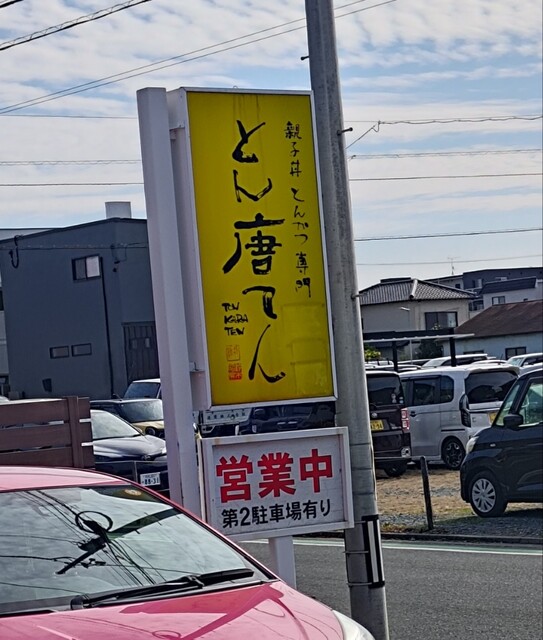 親子丼 とんかつ 専門
とん唐てん
TON
KARA
TEN
営業中
第2駐車場有り